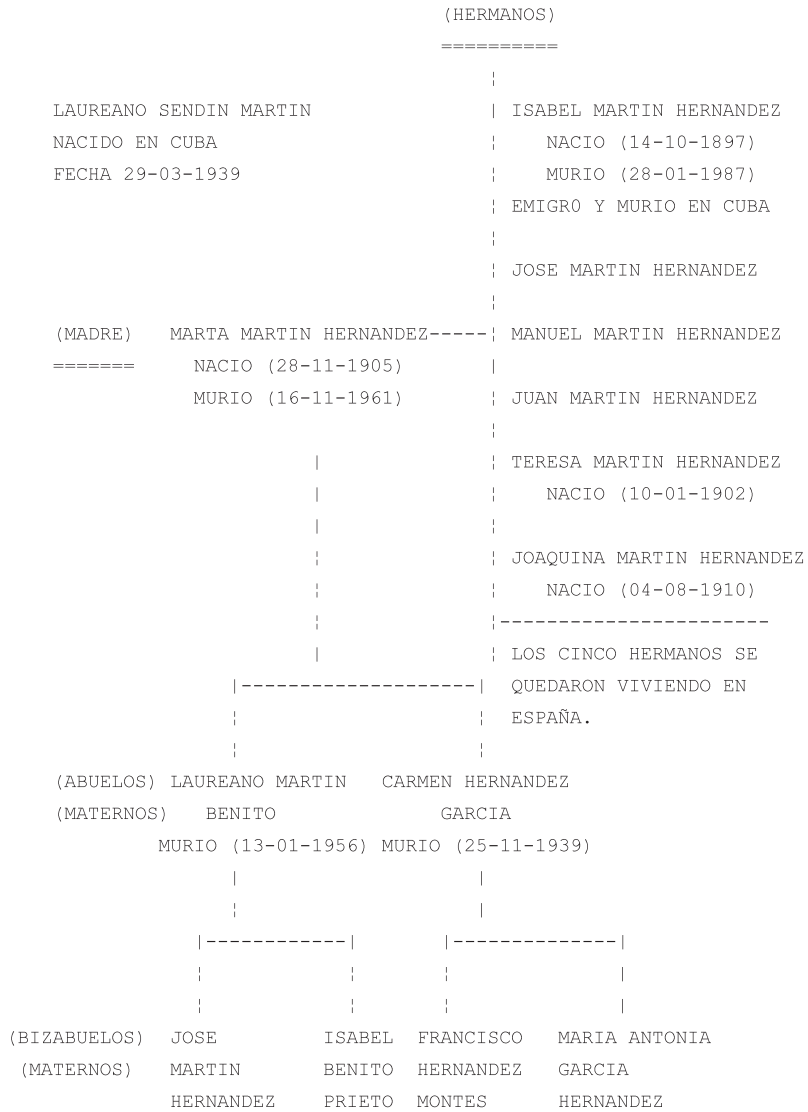 (HERMANOS)
==========
LAUREANO SENDIN MARTIN | ISABEL MARTIN HERNANDEZ
NACIDO EN CUBA ¦ NACIO (14-10-1897)
FECHA 29-03-1939 ¦ MURIO (28-01-1987)
¦ EMIGR0 Y MURIO EN CUBA
¦ JOSE MARTIN HERNANDEZ
(MADRE) MARTA MARTIN HERNANDEZ-----¦ MANUEL MARTIN HERNANDEZ
======= NACIO (28-11-1905) |
MURIO (16-11-1961) ¦ JUAN MARTIN HERNANDEZ
| ¦ TERESA MARTIN HERNANDEZ
| ¦ NACIO (10-01-1902)
¦ ¦ JOAQUINA MARTIN HERNANDEZ
¦ ¦ NACIO (04-08-1910)
¦ ¦-----------------------
| ¦ LOS CINCO HERMANOS SE
|--------------------| QUEDARON VIVIENDO EN
¦ ¦ ESPAÑA.
(ABUELOS) LAUREANO MARTIN CARMEN HERNANDEZ
(MATERNOS) BENITO GARCIA
MURIO (13-01-1956) MURIO (25-11-1939)
|------------| |--------------|
(BIZABUELOS) JOSE ISABEL FRANCISCO MARIA ANTONIA
(MATERNOS) MARTIN BENITO HERNANDEZ GARCIA
HERNANDEZ PRIETO MONTES HERNANDEZ